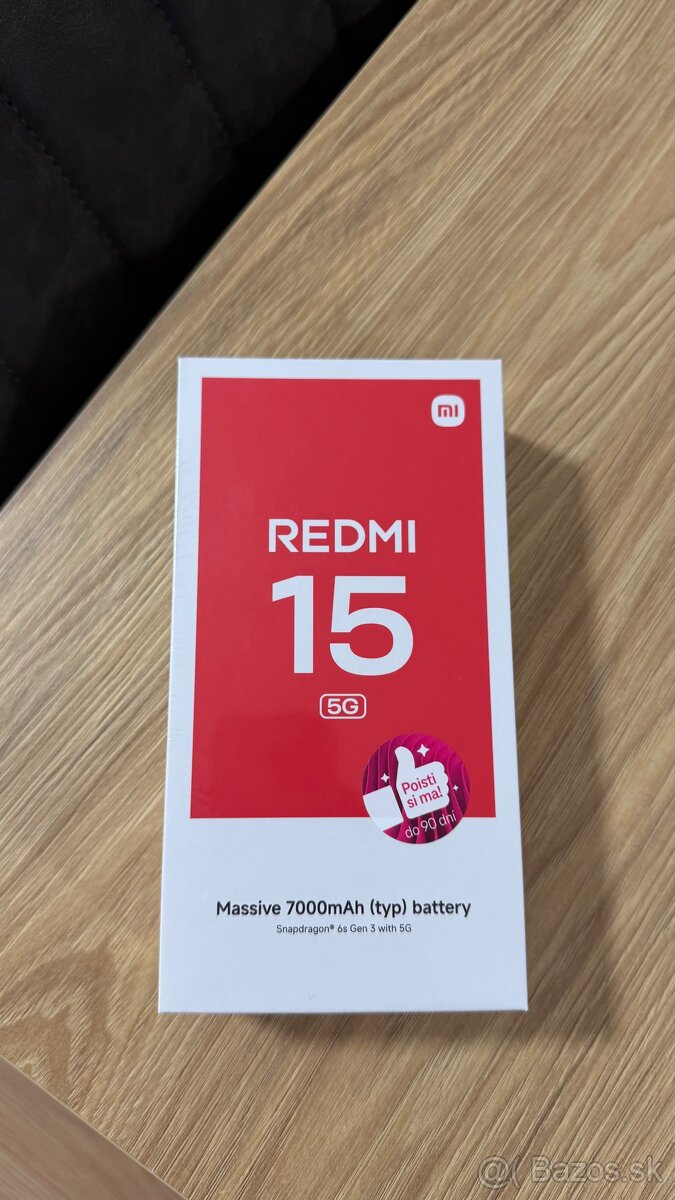 mi
REDMI
15
5G
Poisti
si ma!
do 90 dní
Massive 7000mAh (typ) battery
Snapdragon® 6s Gen 3 with 5G
@( Bazos.sk